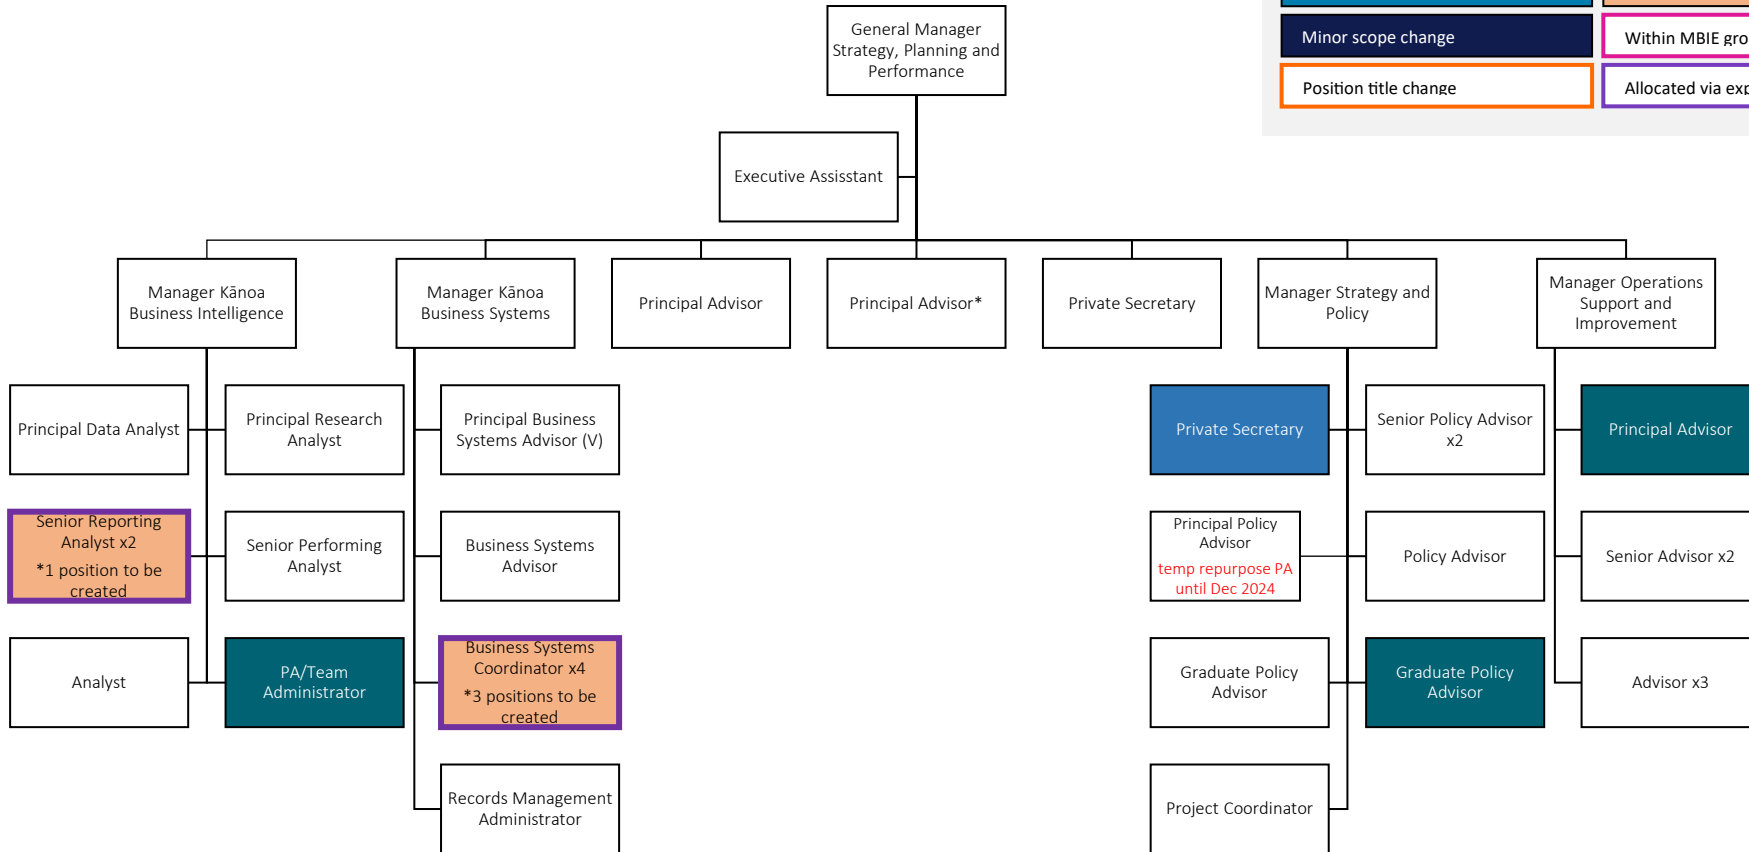 General Manager
Strategy, Planning and
Performance
Minor scope change
Within MBIE gro
Position title change
Allocated via exp
Executive Assisstant
Manager Kānoa
Business Intelligence
Manager Kānoa
Business Systems
Principal Advisor
Principal Advisor*
Private Secretary
Manager Strategy and
Policy
Manager Operations
Support and
Improvement
Principal Data Analyst
Principal Research
Analyst
Principal Business
Systems Advisor (V)
Private Secretary
Senior Policy Advisor
x2
Principal Advisor
Senior Reporting
Analyst x2
*1 position to be
created
Senior Performing
Analyst
Business Systems
Advisor
Principal Policy
Advisor
temp repurpose PA
until Dec 2024
Policy Advisor
Senior Advisor x2
Analyst
PA/Team
Administrator
Business Systems
Coordinator x4
*3 positions to be
created
Graduate Policy
Advisor
Graduate Policy
Advisor
Advisor x3
Records Management
Administrator
Project Coordinator